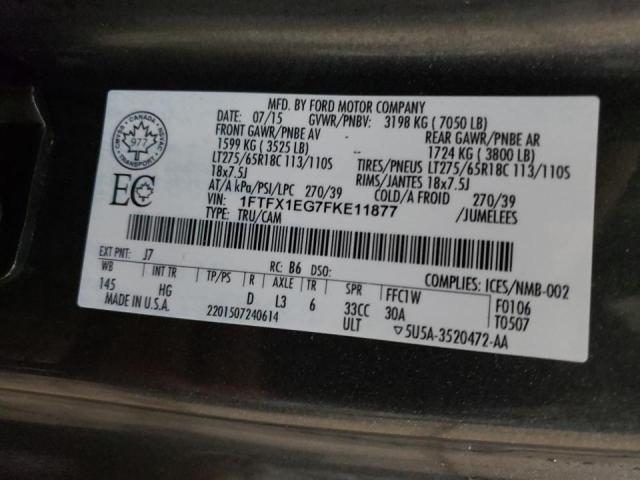 MFD. BY FORD MOTOR COMPANY
DATE: 07/15 GVWR/PNBV: 3198 KG ( 7050 LB)
FRONT GAWR/PNBE AV REAR GAWR/PNBE AR
1599 KG ( 3525 LB) 1724 KG ( 3800 LB)
LT275/65R18C 113/110S TIRES/PNEUS LT275/65R18C 113/110S
18x7.5J RIMS/JANTES 18x7.5J
AT/A kPa/PSI/LPC 270/39 COLD/A FROID 270/39
VIN: 1FTFX1EG7FKE11877 /JUMELEES
TYPE: TRU/CAM
CANADA
977
TRANSPORT
EC
EXT PNT: J7 RC: B6 DSO: COMPLIES: ICES/NMB-002
WB INT TR TP/PS R AXLE TR SPR FFC1W F0106
145 HG D L3 6 33CC 30A T0507
MADE IN U.S.A. 2201507240614 ULT ▽5U5A-3520472-AA